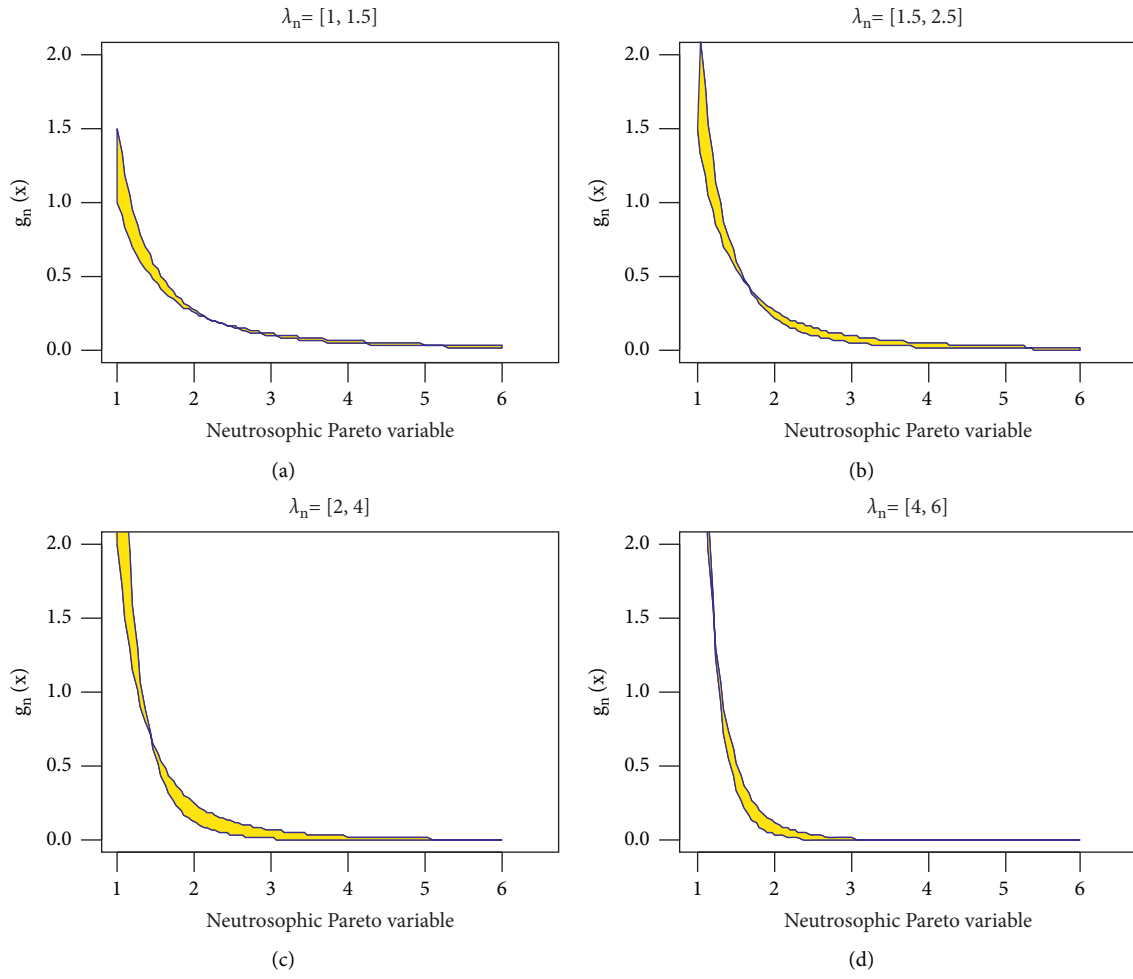 λn= [1, 1.5]
2.0
1.5
1.0
0.5
0.0
gn (x)
1 2 3 4 5 6
Neutrosophic Pareto variable
(a)
λn= [1.5, 2.5]
2.0
1.5
1.0
0.5
0.0
gn (x)
1 2 3 4 5 6
Neutrosophic Pareto variable
(b)
λn= [2, 4]
2.0
1.5
1.0
0.5
0.0
gn (x)
1 2 3 4 5 6
Neutrosophic Pareto variable
(c)
λn= [4, 6]
2.0
1.5
1.0
0.5
0.0
gn (x)
1 2 3 4 5 6
Neutrosophic Pareto variable
(d)